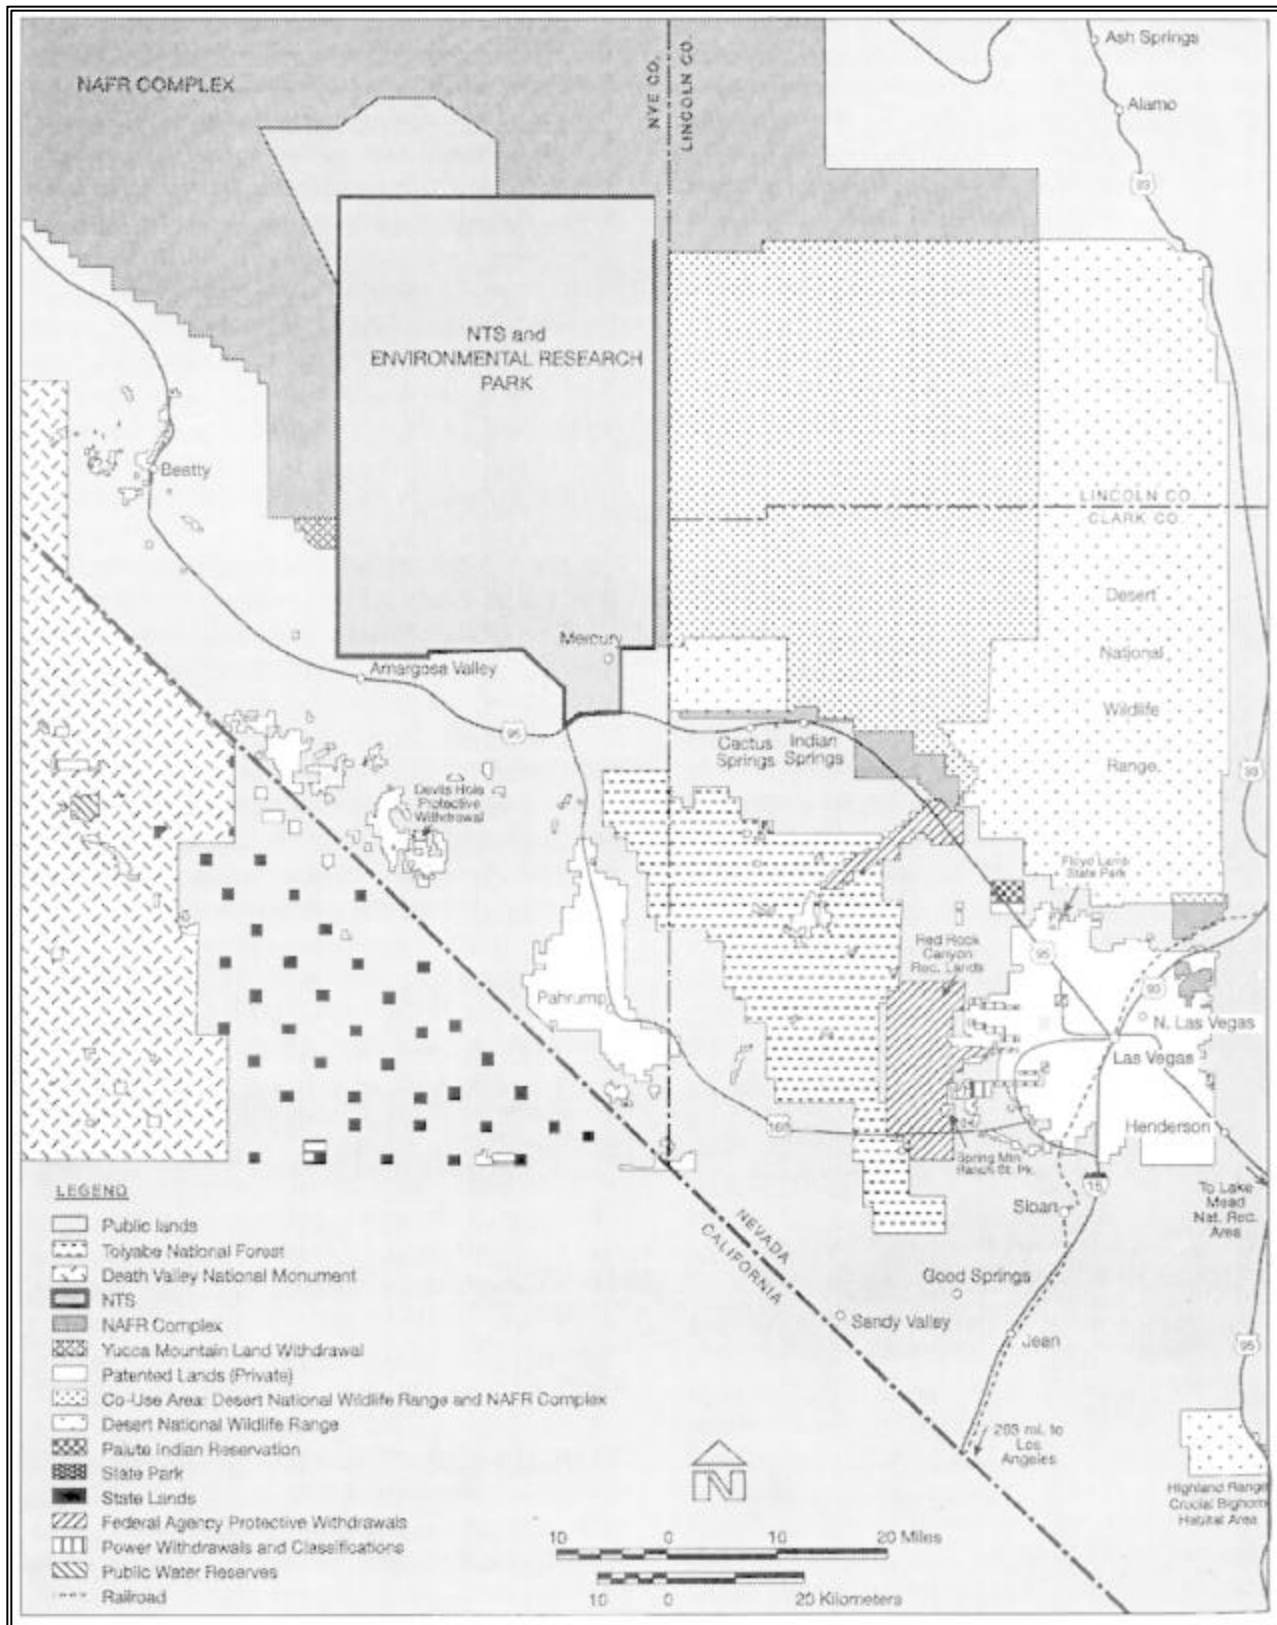 NAFR COMPLEX
NYE CO.
LINCOLN CO.
Ash Springs
Alamo
93
NTS and
ENVIRONMENTAL RESEARCH
PARK
Beatty
LINCOLN CO.
CLARK CO.
Desert
National
Wildlife
Range
Mercury
Amargosa Valley
95
Cactus
Springs
Indian
Springs
93
Devils Hole
Protective
Withdrawal
Floyd Lamb
State Park
Red Rock
Canyon
Rec. Lands
95
93
Pahrump
N. Las Vegas
Las Vegas
160
Henderson
Spring Mtn.
Ranch St. Pk.
15
To Lake
Mead
Nat. Rec.
Area
Sloan
NEVADA
CALIFORNIA
Good Springs
Sandy Valley
Jean
95
Los
Angeles
Highland Range
Crucial Bighorn
Habitat Area
LEGEND
Public lands
Toiyabe National Forest
Death Valley National Monument
NTS
NAFR Complex
Yucca Mountain Land Withdrawal
Patented Lands (Private)
Co-Use Area: Desert National Wildlife Range and NAFR Complex
Desert National Wildlife Range
Paiute Indian Reservation
State Park
State Lands
Federal Agency Protective Withdrawals
Power Withdrawals and Classifications
Public Water Reserves
Railroad
N
10 0 20 Miles
10 0 20 Kilometers